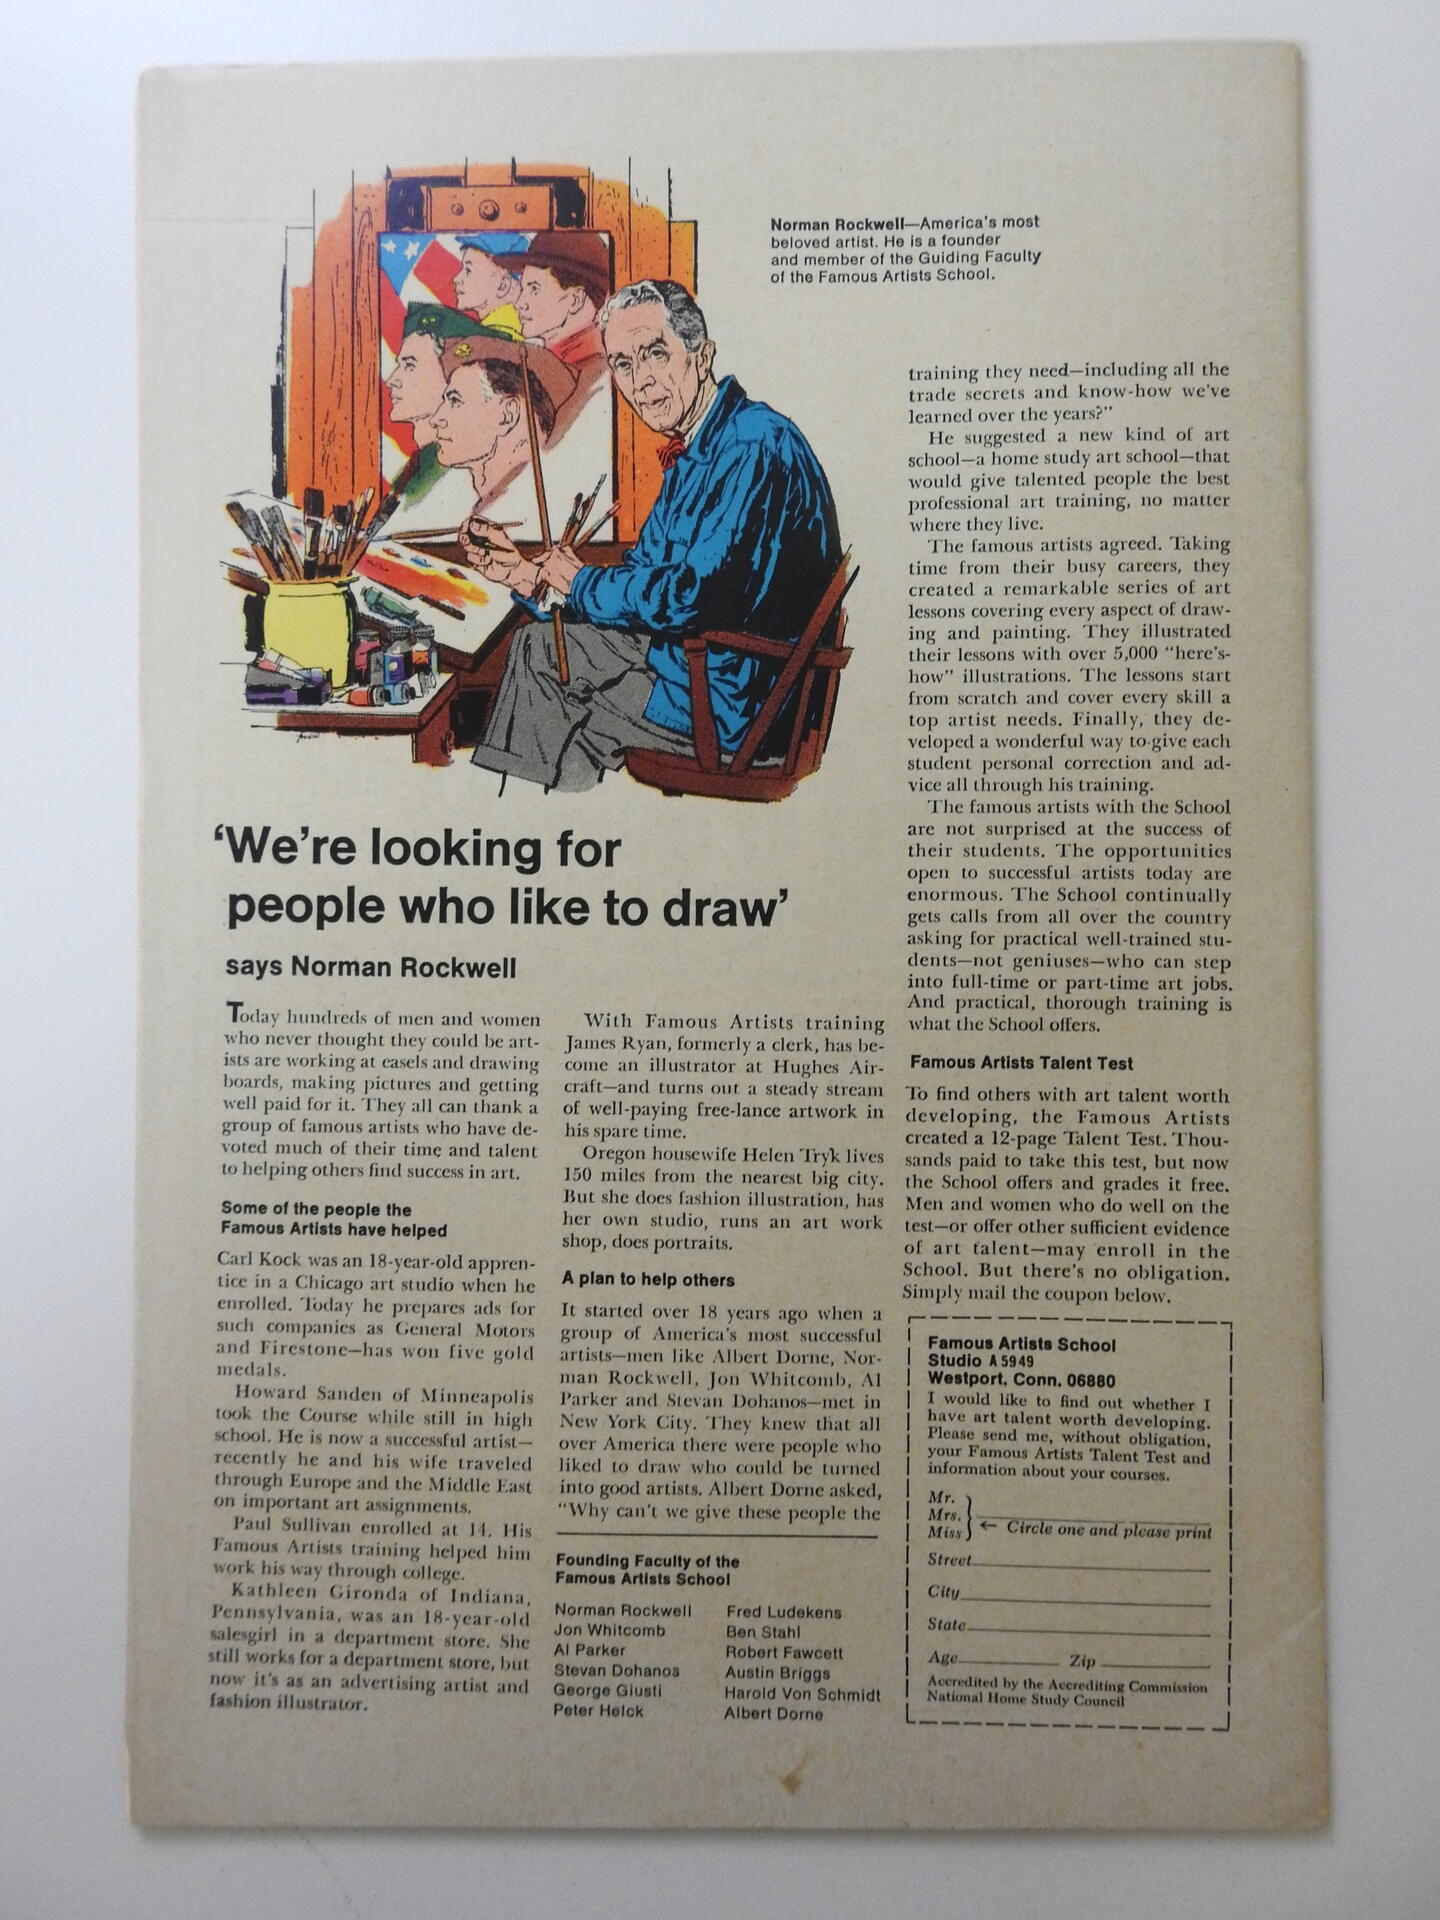 Norman Rockwell—America's most
beloved artist. He is a founder
and member of the Guiding Faculty
of the Famous Artists School.
'We're looking for
people who like to draw'
says Norman Rockwell
Today hundreds of men and women
who never thought they could be art-
ists are working at easels and drawing
boards, making pictures and getting
well paid for it. They all can thank a
group of famous artists who have de-
voted much of their time and talent
to helping others find success in art.
Some of the people the
Famous Artists have helped
Carl Kock was an 18-year-old appren-
tice in a Chicago art studio when he
enrolled. Today he prepares ads for
such companies as General Motors
and Firestone—has won five gold
medals.
Howard Sanden of Minneapolis
took the Course while still in high
school. He is now a successful artist—
recently he and his wife traveled
through Europe and the Middle East
on important art assignments.
Paul Sullivan enrolled at 14. His
Famous Artists training helped him
work his way through college.
Kathleen Gironda of Indiana,
Pennsylvania, was an 18-year-old
salesgirl in a department store. She
still works for a department store, but
now it's as an advertising artist and
fashion illustrator.
With Famous Artists training
James Ryan, formerly a clerk, has be-
come an illustrator at Hughes Air-
craft—and turns out a steady stream
of well-paying free-lance artwork in
his spare time.
Oregon housewife Helen Tryk lives
150 miles from the nearest big city.
But she does fashion illustration, has
her own studio, runs an art work
shop, does portraits.
A plan to help others
It started over 18 years ago when a
group of America's most successful
artists—men like Albert Dorne, Nor-
man Rockwell, Jon Whitcomb, Al
Parker and Stevan Dohanos—met in
New York City. They knew that all
over America there were people who
liked to draw who could be turned
into good artists. Albert Dorne asked,
"Why can't we give these people the
training they need—including all the
trade secrets and know-how we've
learned over the years?"
He suggested a new kind of art
school—a home study art school—that
would give talented people the best
professional art training, no matter
where they live.
The famous artists agreed. Taking
time from their busy careers, they
created a remarkable series of art
lessons covering every aspect of draw-
ing and painting. They illustrated
their lessons with over 5,000 "here's-
how" illustrations. The lessons start
from scratch and cover every skill a
top artist needs. Finally, they de-
veloped a wonderful way to give each
student personal correction and ad-
vice all through his training.
The famous artists with the School
are not surprised at the success of
their students. The opportunities
open to successful artists today are
enormous. The School continually
gets calls from all over the country
asking for practical well-trained stu-
dents—not geniuses—who can step
into full-time or part-time art jobs.
And practical, thorough training is
what the School offers.
Famous Artists Talent Test
To find others with art talent worth
developing, the Famous Artists
created a 12-page Talent Test. Thou-
sands paid to take this test, but now
the School offers and grades it free.
Men and women who do well on the
test—or offer other sufficient evidence
of art talent—may enroll in the
School. But there's no obligation.
Simply mail the coupon below.
Founding Faculty of the
Famous Artists School
Norman Rockwell
Jon Whitcomb
Al Parker
Stevan Dohanos
George Giusti
Peter Helck
Fred Ludekens
Ben Stahl
Robert Fawcett
Austin Briggs
Harold Von Schmidt
Albert Dorne
Famous Artists School
Studio A 5949
Westport, Conn. 06880
I would like to find out whether I
have art talent worth developing.
Please send me, without obligation,
your Famous Artists Talent Test and
information about your courses.
Mr.
Mrs.
Miss ← Circle one and please print
Street
City
State
Age Zip
Accredited by the Accrediting Commission
National Home Study Council